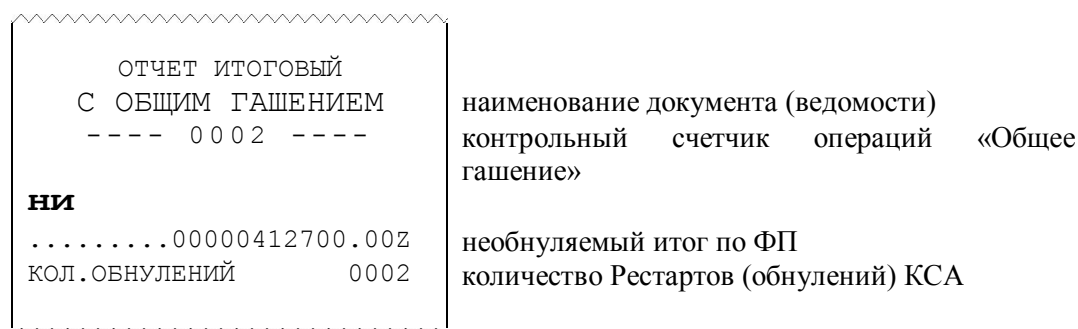 ОТЧЕТ ИТОГОВЫЙ
С ОБЩИМ ГАШЕНИЕМ
---- 0002 ----
НИ
.........00000412700.00Z
КОЛ.ОБНУЛЕНИЙ 0002
наименование документа (ведомости)
контрольный счетчик операций «Общее
гашение»
необнуляемый итог по ФП
количество Рестартов (обнулений) КСА